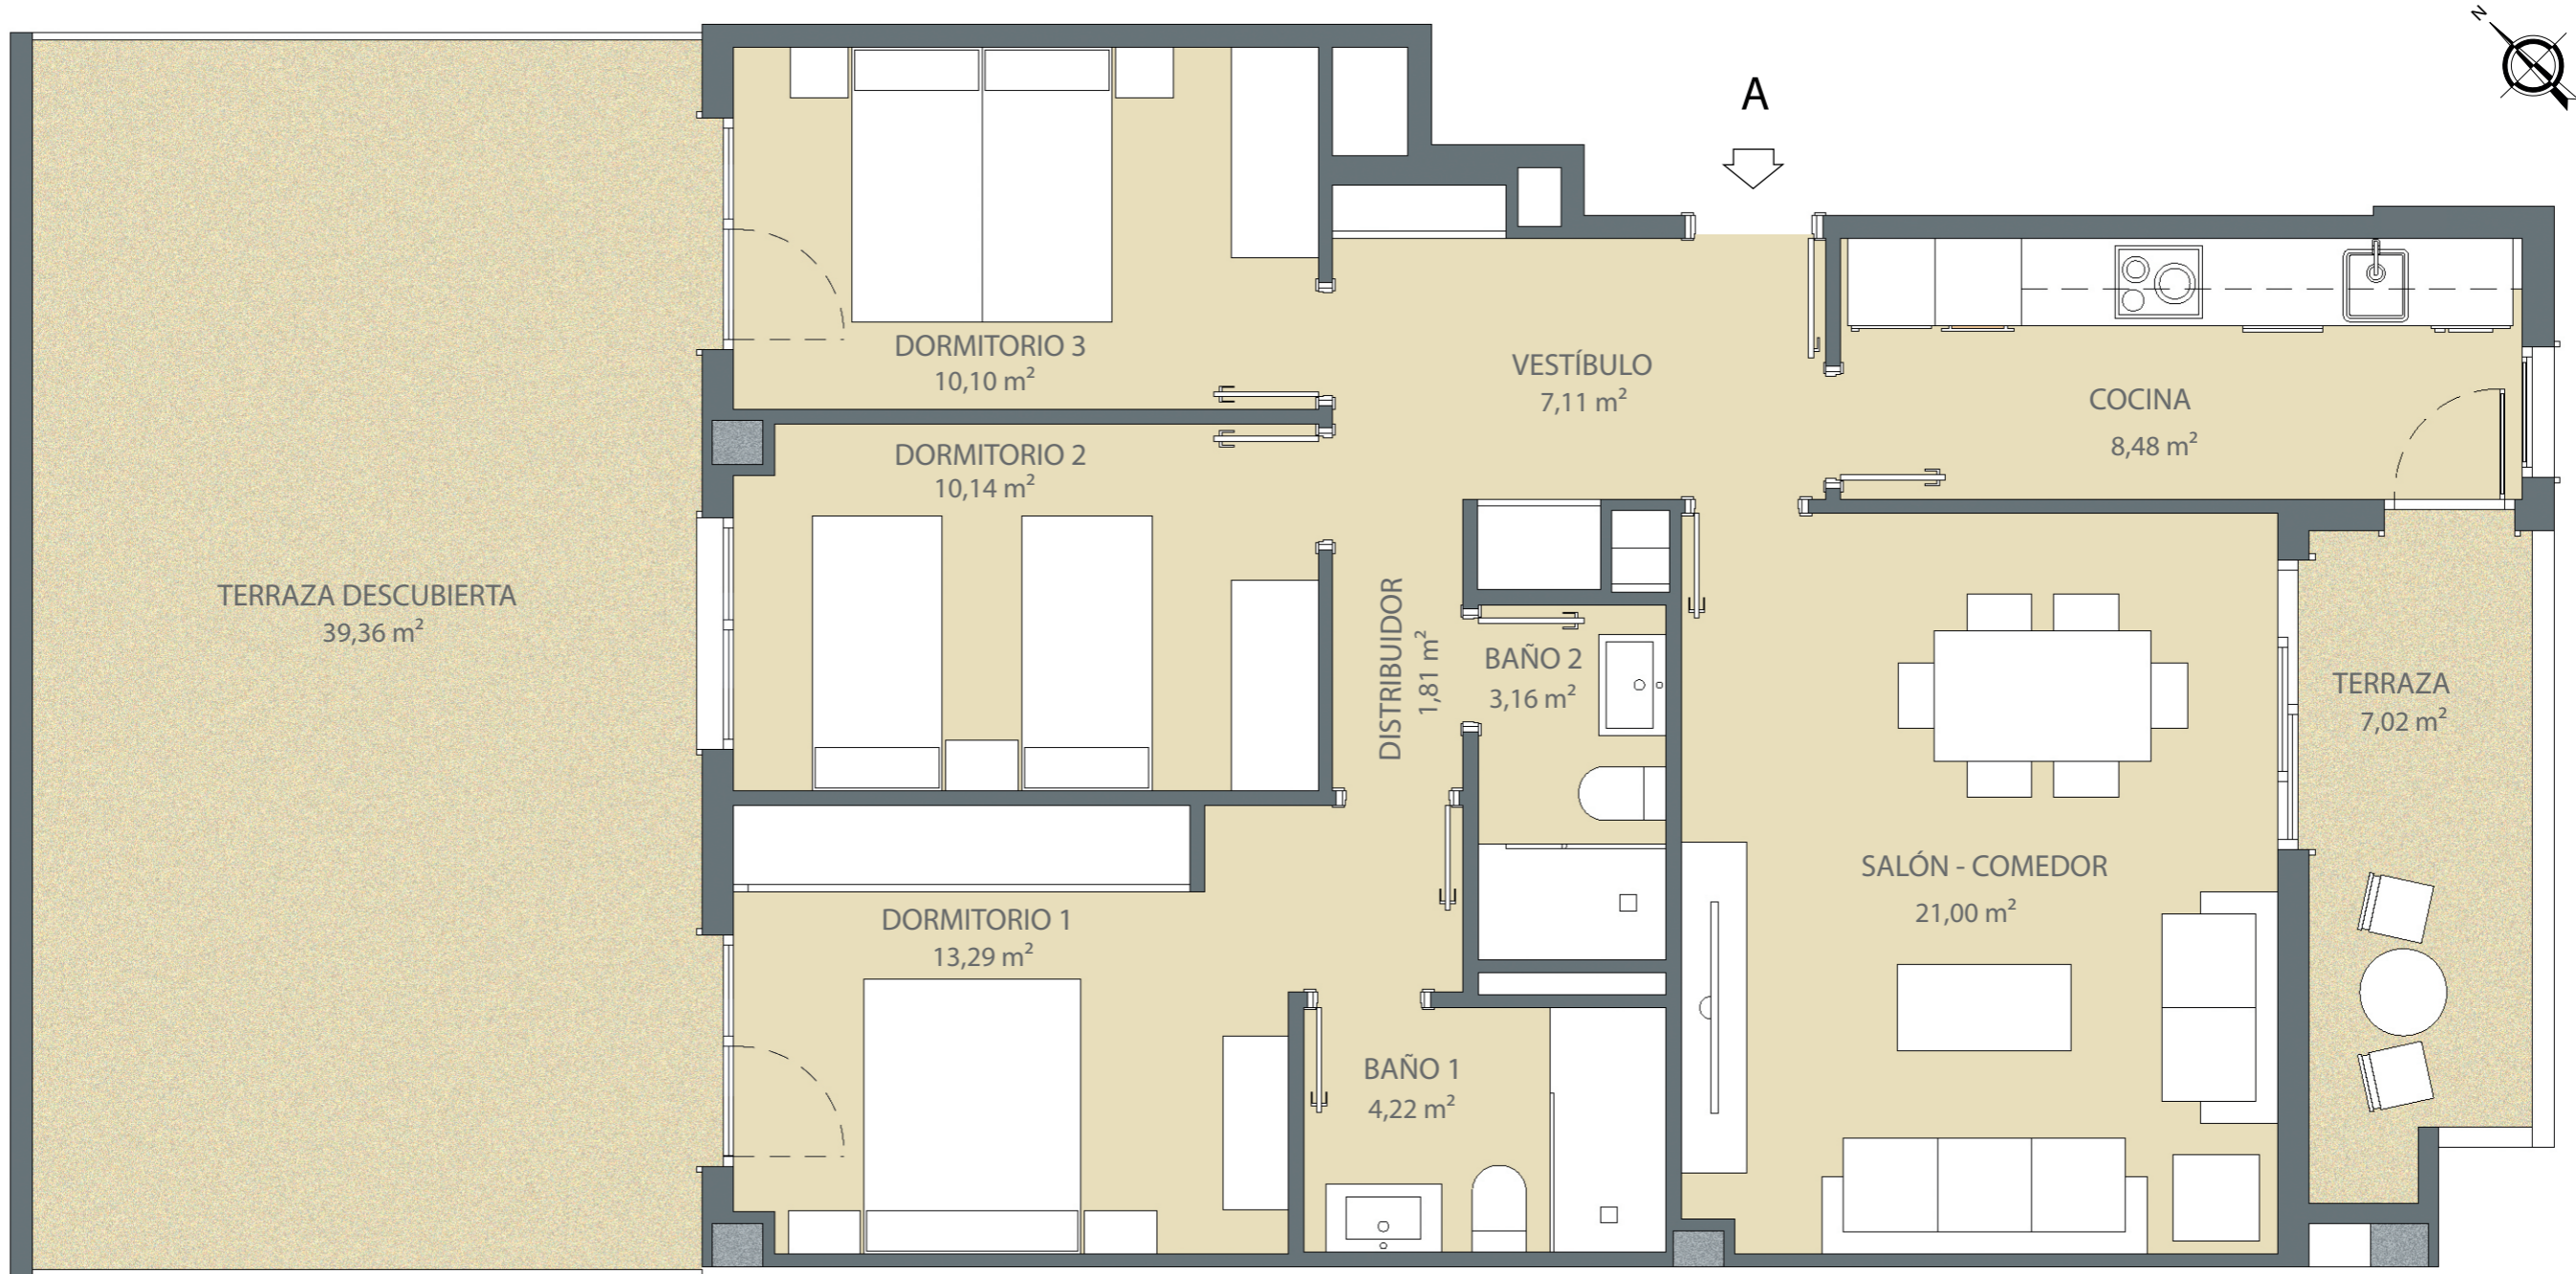 N
A
DORMITORIO 3
10,10 m²
VESTÍBULO
7,11 m²
COCINA
8,48 m²
DORMITORIO 2
10,14 m²
TERRAZA DESCUBIERTA
39,36 m²
DISTRIBUIDOR
1,81 m²
BAÑO 2
3,16 m²
TERRAZA
7,02 m²
SALÓN - COMEDOR
21,00 m²
DORMITORIO 1
13,29 m²
BAÑO 1
4,22 m²